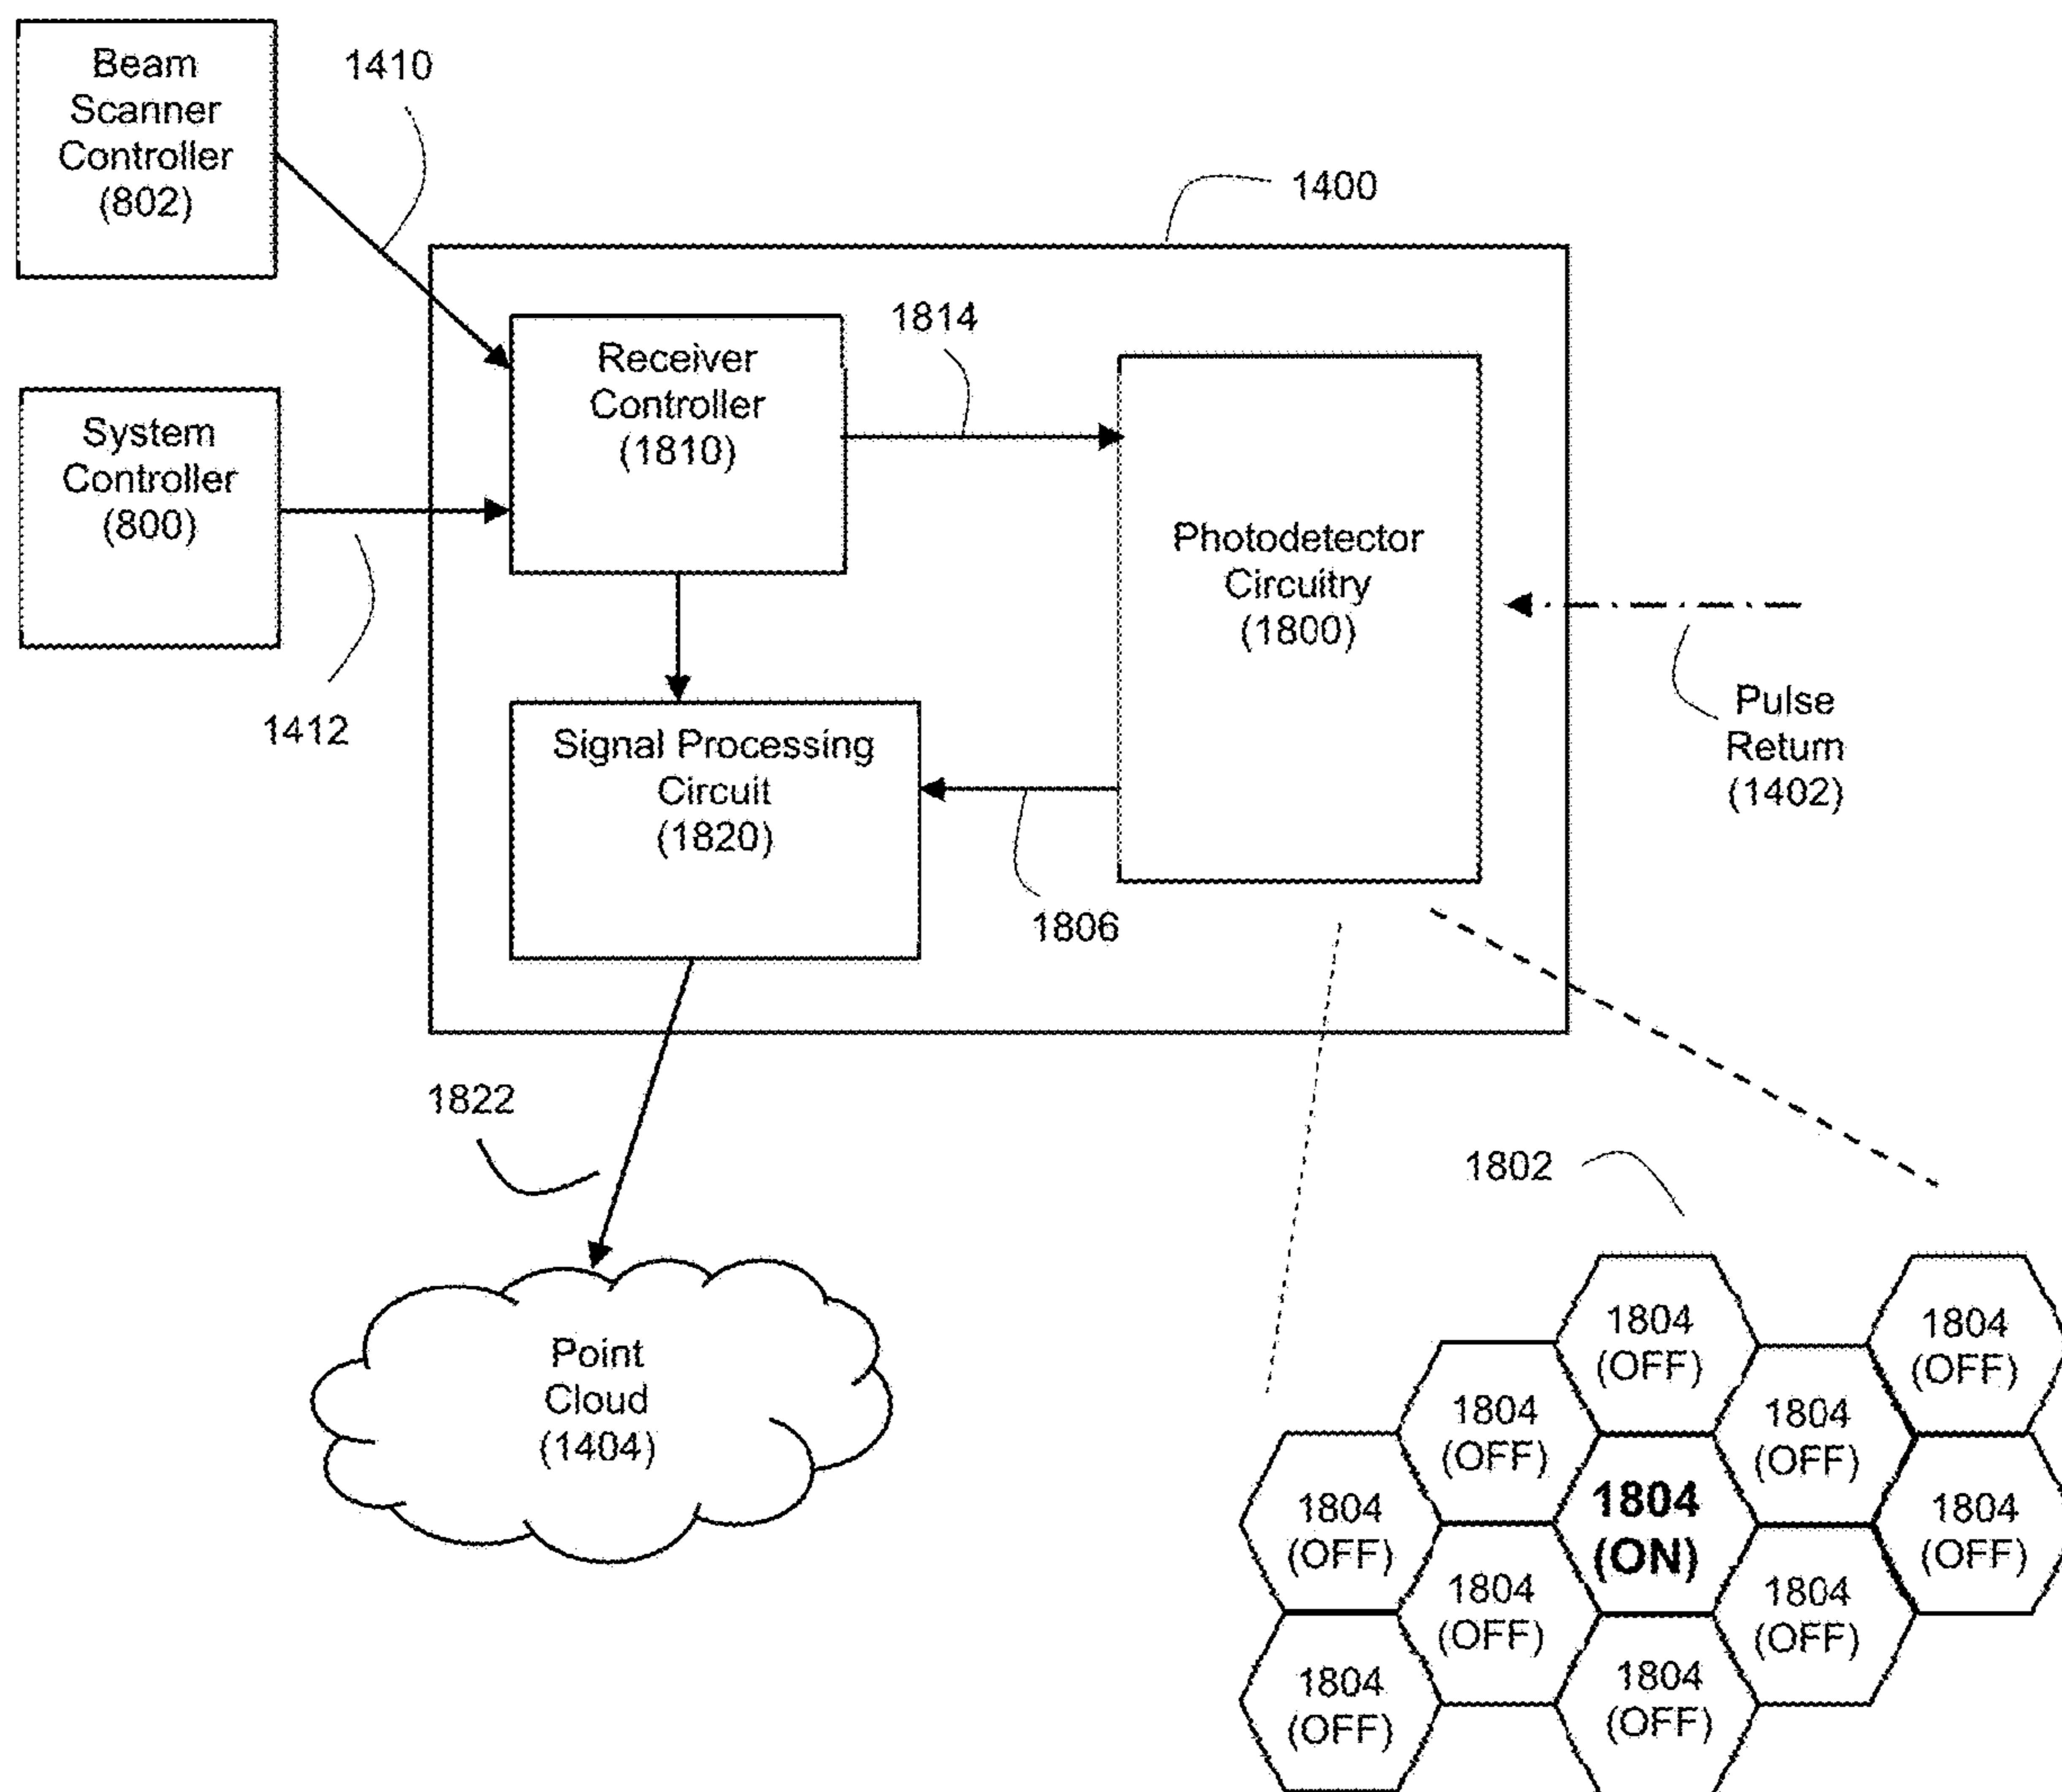 Beam
Scanner
Controller
(802)
1410
1400
System
Controller
(800)
1412
Receiver
Controller
(1810)
1814
Photodetector
Circuitry
(1800)
Signal Processing
Circuit
(1820)
1806
Pulse
Return
(1402)
1822
Point
Cloud
(1404)
1802
1804
(OFF)
1804
(OFF)
1804
(OFF)
1804
(OFF)
1804
(OFF)
1804
(ON)
1804
(OFF)
1804
(OFF)
1804
(OFF)
1804
(OFF)
1804
(OFF)